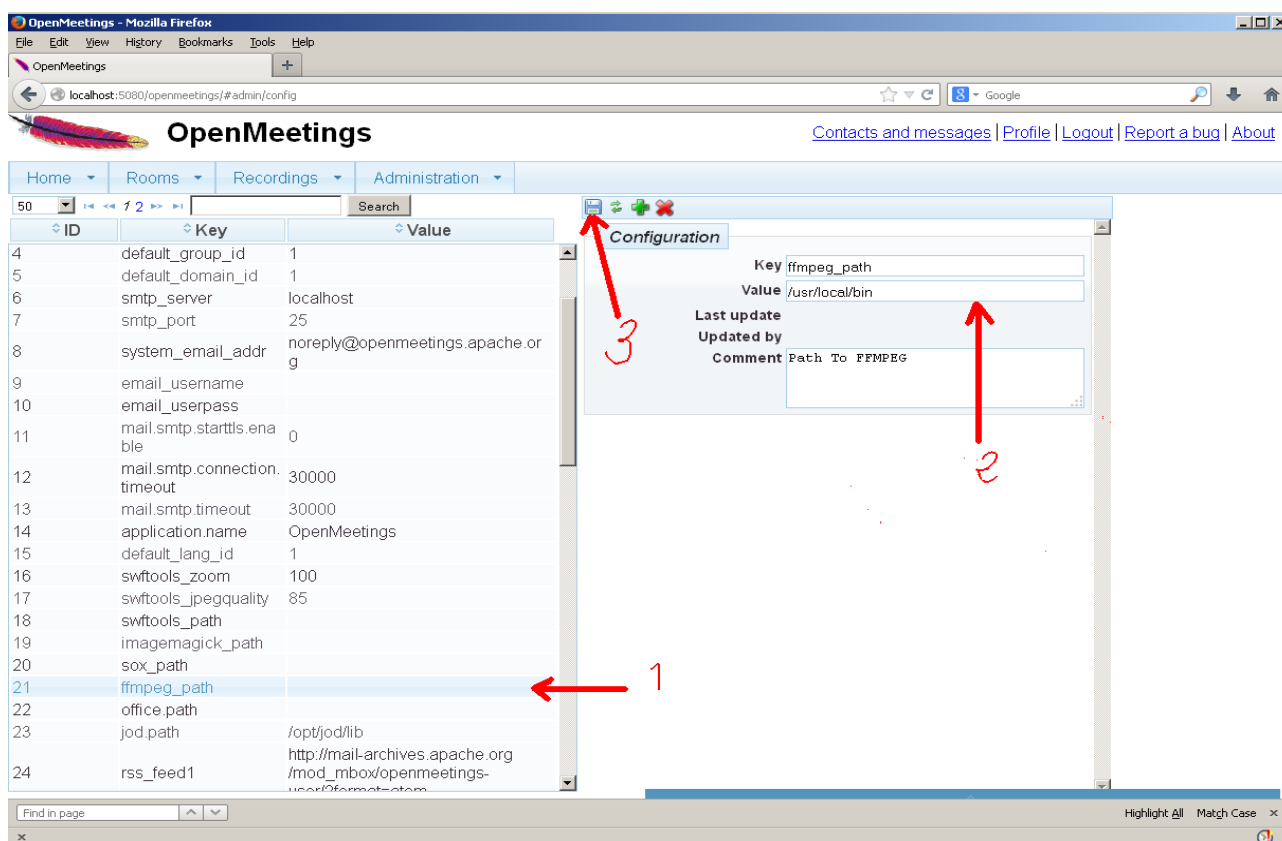 OpenMeetings - Mozilla Firefox
File Edit View History Bookmarks Tools Help
OpenMeetings +
localhost:5080/openmeetings/#admin/config
Google
OpenMeetings
Contacts and messages | Profile | Logout | Report a bug | About
Home Rooms Recordings Administration
50 1 2 Search
ID Key Value
4 default_group_id 1
5 default_domain_id 1
6 smtp_server localhost
7 smtp_port 25
8 system_email_addr noreply@openmeetings.apache.or
g
9 email_username
10 email_userpass
11 mail.smtp.starttls.ena 0
ble
12 mail.smtp.connection. 30000
timeout
13 mail.smtp.timeout 30000
14 application.name OpenMeetings
15 default_lang_id 1
16 swftools_zoom 100
17 swftools_jpegquality 85
18 swftools_path
19 imagemagick_path
20 sox_path
21 ffmpeg_path
22 office.path
23 jod.path /opt/jod/lib
24 rss_feed1 http://mail-archives.apache.org
/mod_mbox/openmeetings-
user/?format=atom
Configuration
Key ffmpeg_path
Value /usr/local/bin
Last update
Updated by
Comment Path To FFMPEG
3
2
1
Find in page Highlight All Match Case ×
×